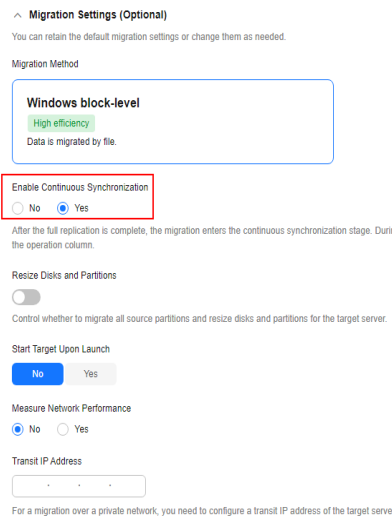 Migration Settings (Optional)
You can retain the default migration settings or change them as needed.
Migration Method
Windows block-level
High efficiency
Data is migrated by file.
Enable Continuous Synchronization
No Yes
After the full replication is complete, the migration enters the continuous synchronization stage.
the operation column.
Resize Disks and Partitions
Control whether to migrate all source partitions and resize disks and partitions for the target server.
Start Target Upon Launch
No Yes
Measure Network Performance
No Yes
Transit IP Address
. . .
For a migration over a private network, you need to configure a transit IP address of the target